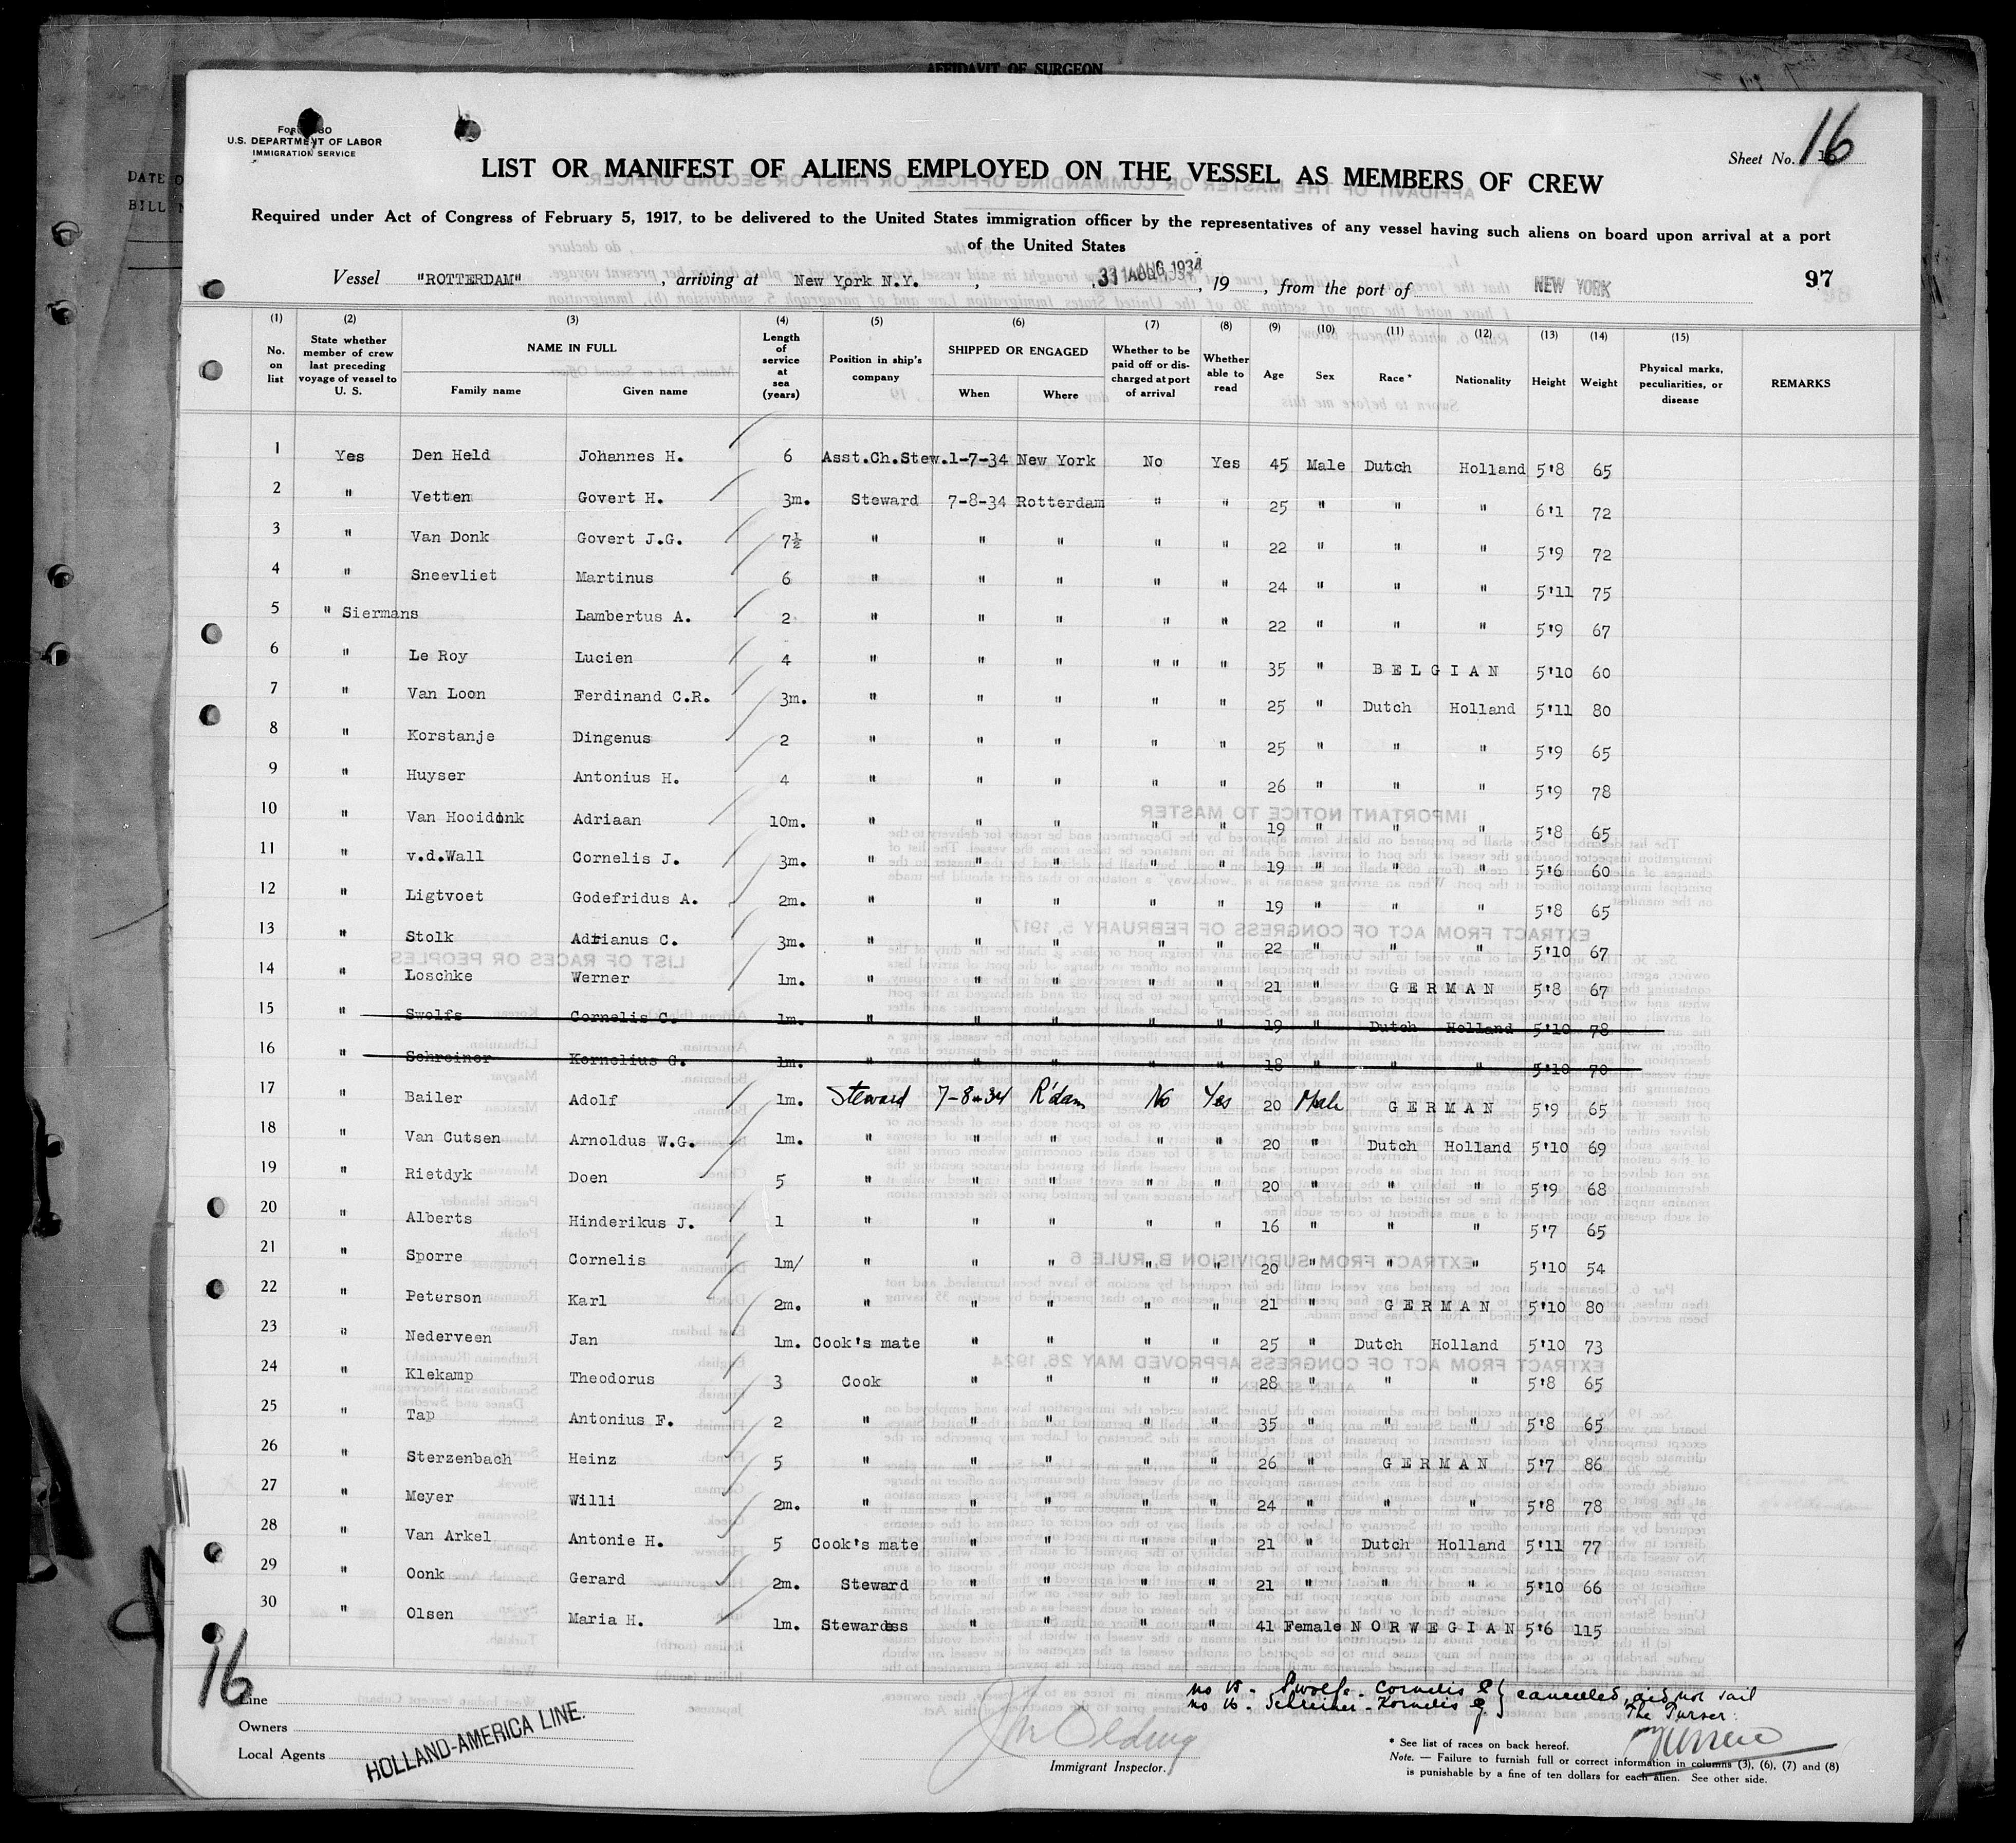 AFFIDAVIT OF SURGEON
DATE O
BILL N
U.S. DEPARTMENT OF LABOR
IMMIGRATION SERVICE
Sheet No. 16
LIST OR MANIFEST OF ALIENS EMPLOYED ON THE VESSEL AS MEMBERS OF CREW
Required under Act of Congress of February 5, 1917, to be delivered to the United States immigration officer by the representatives of any vessel having such aliens on board upon arrival at a port
of the United States
Vessel "ROTTERDAM", arriving at New York N.Y., 31 AUG 1934, 19 , from the port of NEW YORK 97
(1) (2) (3) (4) (5) (6) (7) (8) (9) (10) (11) (12) (13) (14) (15)
No. on list State whether member of crew last preceding voyage of vessel to U. S. NAME IN FULL Family name Given name Length of service at sea (years) Position in ship's company SHIPPED OR ENGAGED When Where Whether to be paid off or discharged at port of arrival Whether able to read Age Sex Race * Nationality Height Weight Physical marks, peculiarities, or disease REMARKS
1 Yes Den Held Johannes H. 6 Asst.Ch.Stew. 1-7-34 New York No Yes 45 Male Dutch Holland 5'8 65
2 " Vetten Govert H. 3m. Steward 7-8-34 Rotterdam " " 25 " " " 6'1 72
3 " Van Donk Govert J.G. 7½ " " " " " 22 " " " 5'9 72
4 " Sneevliet Martinus 6 " " " " " 24 " " " 5'11 75
5 " Siermans Lambertus A. 2 " " " " " 22 " " " 5'9 67
6 " Le Roy Lucien 4 " " " " " " 35 " BELGIAN 5'10 60
7 " Van Loon Ferdinand C.R. 3m. " " " " " 25 " Dutch Holland 5'11 80
8 " Korstanje Dingenus 2 " " " " " 25 " " " 5'9 65
9 " Huyser Antonius H. 4 " " " " " 26 " " " 5'9 78
10 " Van Hooidonk Adriaan 10m. " " " " " 19 " " " 5'8 65
11 " v.d.Wall Cornelis J. 3m. " " " " " 19 " " " 5'6 60
12 " Ligtvoet Godefridus A. 2m. " " " " " 19 " " " 5'8 65
13 " Stolk Adrianus C. 3m. " " " " " 22 " " " 5'10 67
14 " Loschke Werner 1m. " " " " " 21 " GERMAN 5'8 67
15 " Swolfs Cornelis C. 1m. " " " " " 19 " Dutch Holland 5'10 78
16 " Schreiner Kornelius G. 1m. " " " " " 18 " " " 5'10 70
17 " Bailer Adolf 1m. Steward 7-8-34 R'dam No Yes 20 Male GERMAN 5'9 65
18 " Van Cutsen Arnoldus W.G. 1m. " " " " " 20 " Dutch Holland 5'10 69
19 " Rietdyk Doen 5 " " " " " 20 " " " 5'9 68
20 " Alberts Hinderikus J. 1 " " " " " 16 " " " 5'7 65
21 " Sporre Cornelis 1m/ " " " " " 20 " " " 5'10 54
22 " Peterson Karl 2m. " " " " " 21 " GERMAN 5'10 80
23 " Nederveen Jan 1m. Cook's mate " " " " 25 " Dutch Holland 5'10 73
24 " Klekamp Theodorus 3 Cook " " " " 28 " " " 5'8 65
25 " Tap Antonius F. 2 " " " " " 35 " " " 5'8 65
26 " Sterzenbach Heinz 5 " " " " " 26 " GERMAN 5'7 86
27 " Meyer Willi 2m. " " " " " 24 " " " 5'8 78
28 " Van Arkel Antonie H. 5 Cook's mate " " " " 21 " Dutch Holland 5'11 77
29 " Oonk Gerard 2m. Steward " " " " 21 " " " 5'10 66
30 " Olsen Maria H. 1m. Stewardess " " " " 41 Female NORWEGIAN 5'6 115
16
no 15 - Swolfs - Cornelis C } cancelled, did not sail
no 16 - Schreiner - Kornelis G
The Purser
Line
Owners
Local Agents
HOLLAND-AMERICA LINE.
Immigrant Inspector.
* See list of races on back hereof.
Note. — Failure to furnish full or correct information in columns (3), (6), (7) and (8)
is punishable by a fine of ten dollars for each alien. See other side.